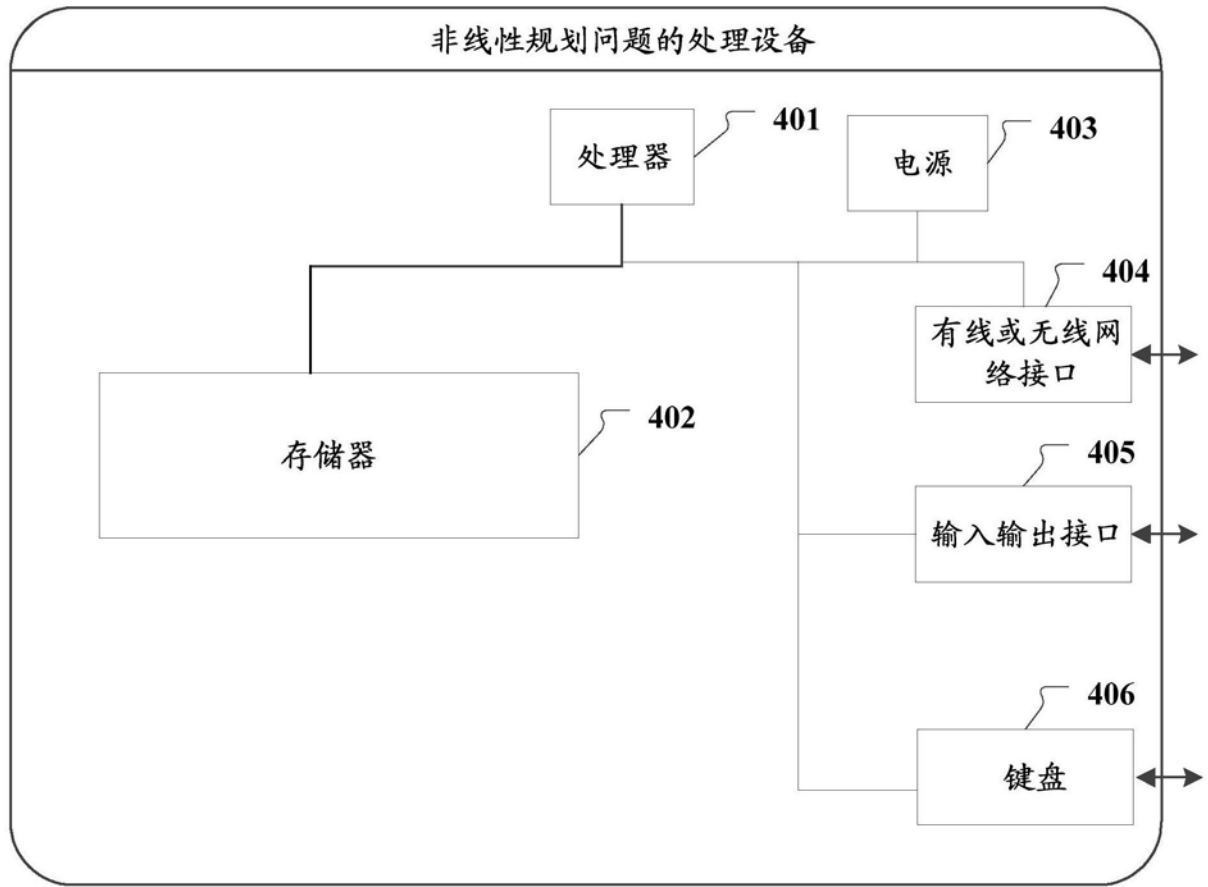 非线性规划问题的处理设备
处理器
401
电源
403
404
有线或无线网
络接口
存储器
402
405
输入输出接口
406
键盘